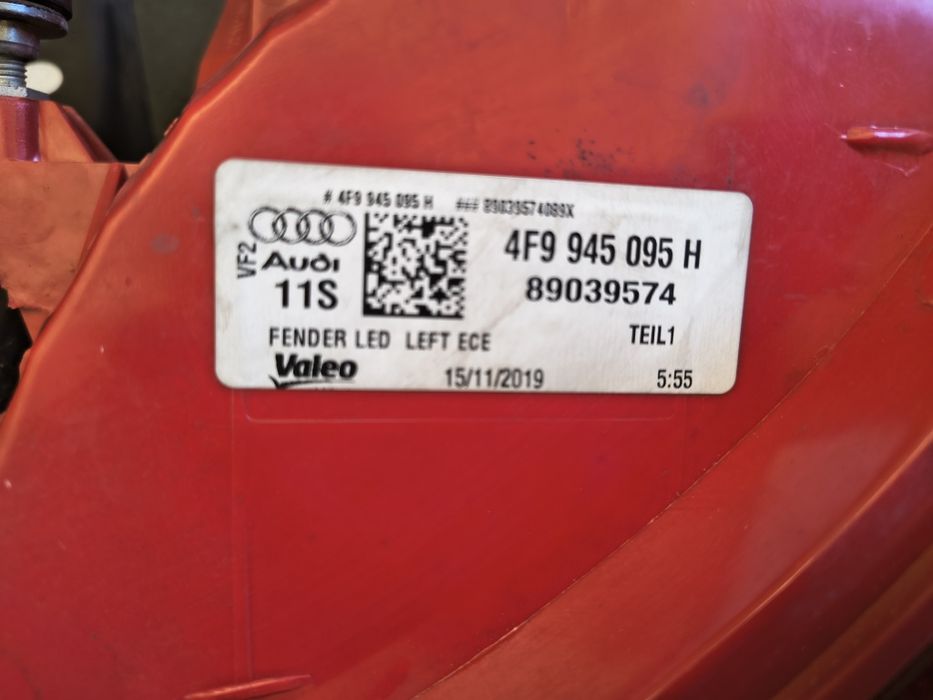 # 4F9 945 095 H ### 89039574089X
VF2
Audi
11S
4F9 945 095 H
89039574
FENDER LED LEFT ECE
TEIL1
Valeo
15/11/2019
5:55